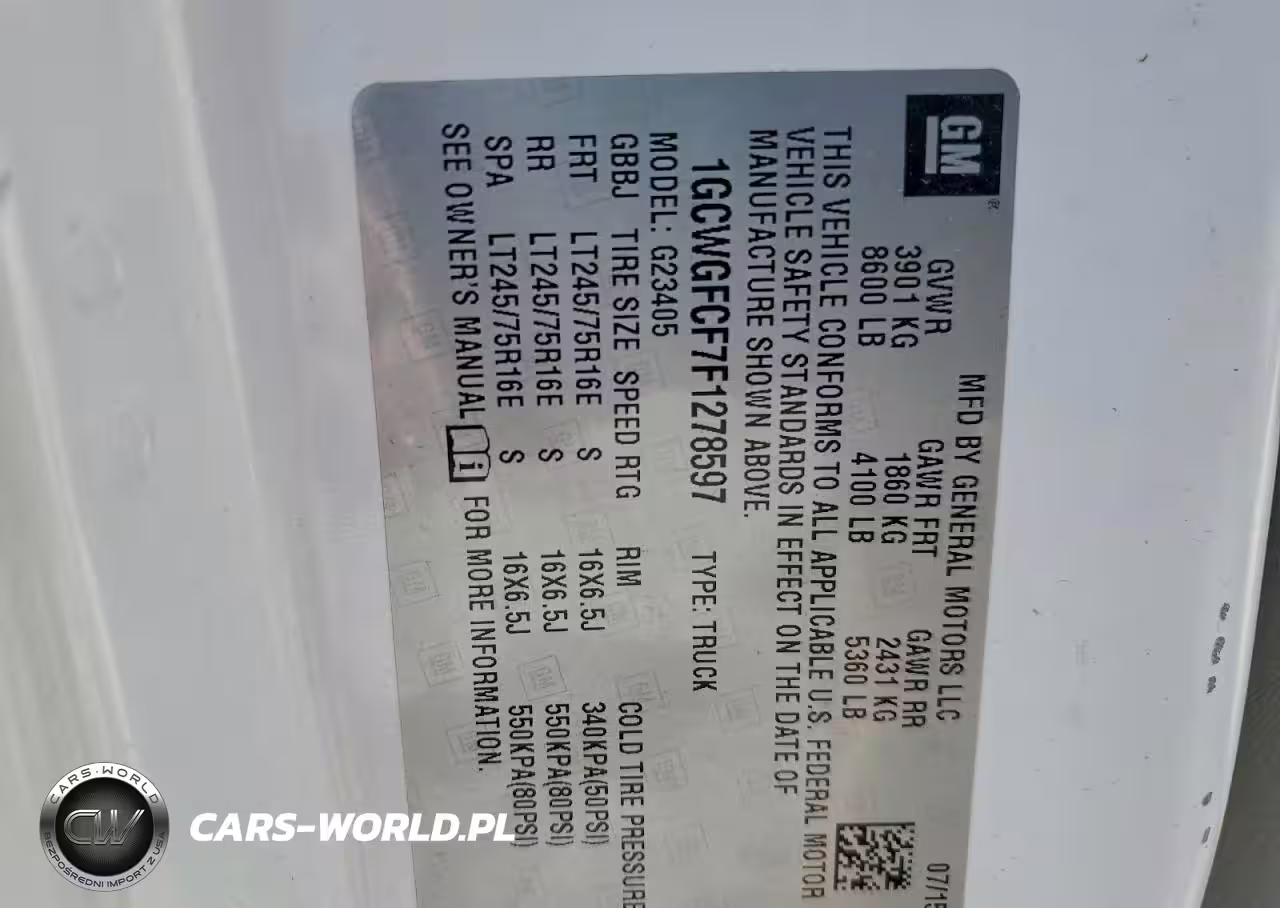 GM
MFD BY GENERAL MOTORS LLC 07/15
GVWR GAWR FRT GAWR RR
3901 KG 1860 KG 2431 KG
8600 LB 4100 LB 5360 LB
THIS VEHICLE CONFORMS TO ALL APPLICABLE U.S. FEDERAL MOTOR
VEHICLE SAFETY STANDARDS IN EFFECT ON THE DATE OF
MANUFACTURE SHOWN ABOVE.
1GCWGFCF7F1278597 TYPE: TRUCK
MODEL: G23405
GBBJ TIRE SIZE SPEED RTG RIM COLD TIRE PRESSURE
FRT LT245/75R16E S 16X6.5J 340KPA(50PSI)
RR LT245/75R16E S 16X6.5J 550KPA(80PSI)
SPA LT245/75R16E S 16X6.5J 550KPA(80PSI)
SEE OWNER'S MANUAL i FOR MORE INFORMATION.
CARS-WORLD
CW
BEZPOŚREDNI IMPORT Z USA
CARS-WORLD.PL